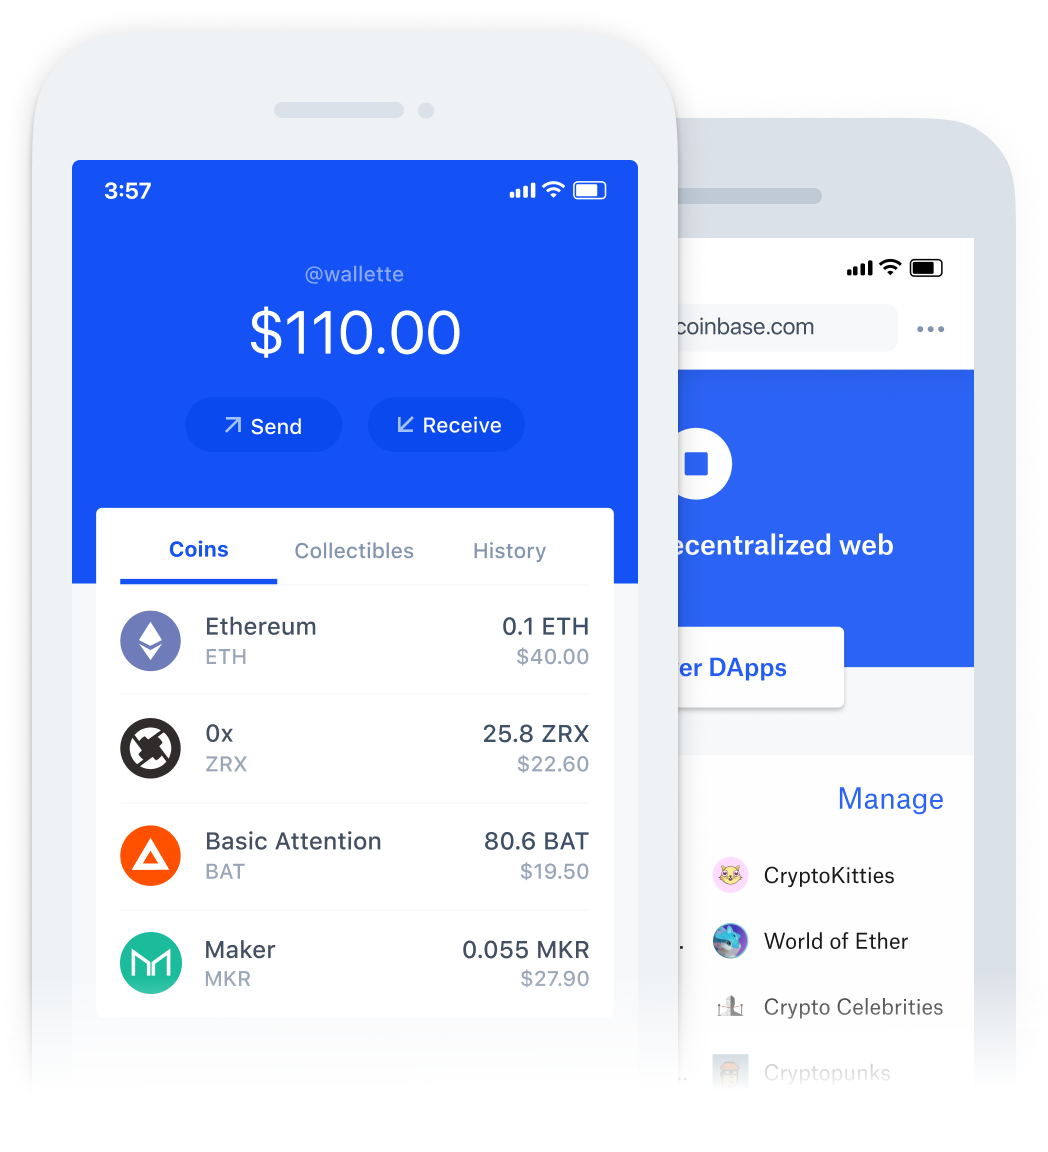 3:57
@wallette
$110.00
Send
Receive
Coins
Collectibles
History
Ethereum
0.1 ETH
ETH
$40.00
0x
25.8 ZRX
ZRX
$22.60
Basic Attention
80.6 BAT
BAT
$19.50
Maker
0.055 MKR
MKR
$27.90
coinbase.com
ecentralized web
er DApps
Manage
CryptoKitties
World of Ether
Crypto Celebrities
Cryptopunks